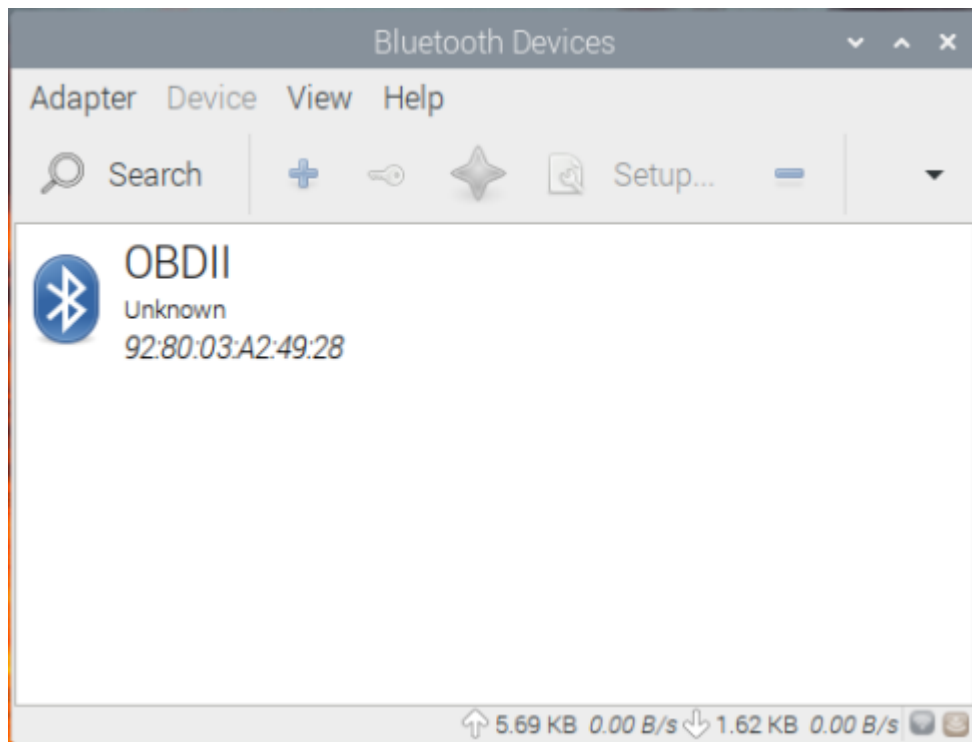 Bluetooth Devices
Adapter Device View Help
Search Setup...
OBDII
Unknown
92:80:03:A2:49:28
5.69 KB 0.00 B/s 1.62 KB 0.00 B/s